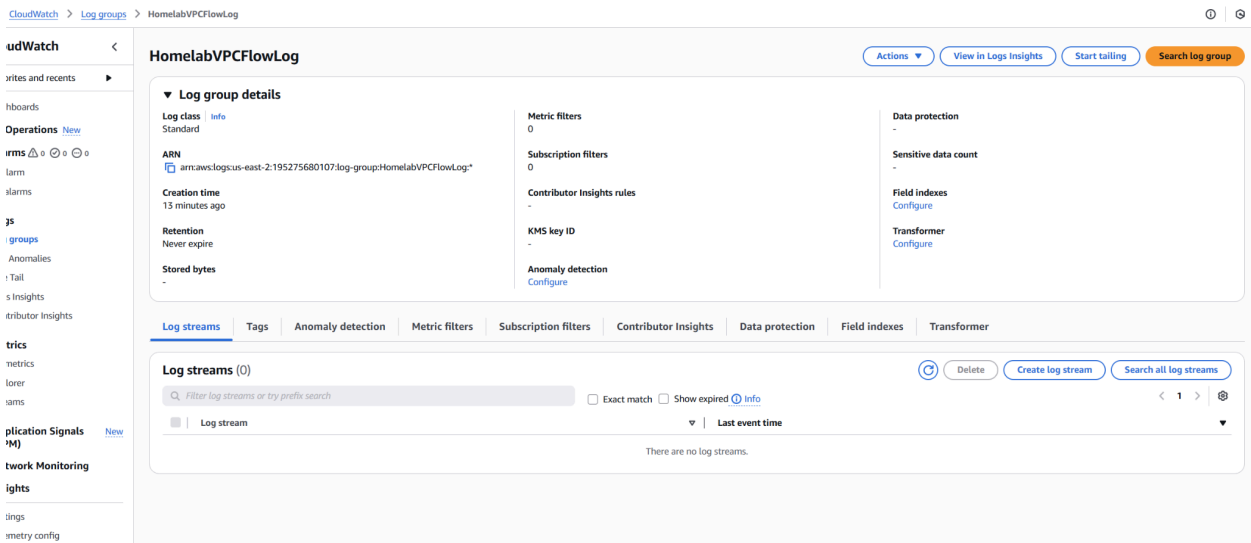 CloudWatch > Log groups > HomelabVPCFlowLog
HomelabVPCFlowLog
Actions ▼
View in Logs Insights
Start tailing
Search log group
▼ Log group details
Log class Info
Standard
ARN
arn:aws:logs:us-east-2:195275680107:log-group:HomelabVPCFlowLog:*
Creation time
13 minutes ago
Retention
Never expire
Stored bytes
-
Metric filters
0
Subscription filters
0
Contributor Insights rules
-
KMS key ID
-
Anomaly detection
Configure
Data protection
-
Sensitive data count
-
Field indexes
Configure
Transformer
Configure
Log streams
Tags
Anomaly detection
Metric filters
Subscription filters
Contributor Insights
Data protection
Field indexes
Transformer
Log streams (0)
Delete
Create log stream
Search all log streams
Filter log streams or try prefix search
Exact match
Show expired
Info
< 1 >
Log stream
Last event time
There are no log streams.
oudWatch
orites and recents
hboards
Operations New
rms 0 0 0
larm
alarms
gs
groups
Anomalies
e Tail
s Insights
ntributor Insights
trics
metrics
lorer
eams
plication Signals New
PM)
twork Monitoring
ights
tings
emetry config